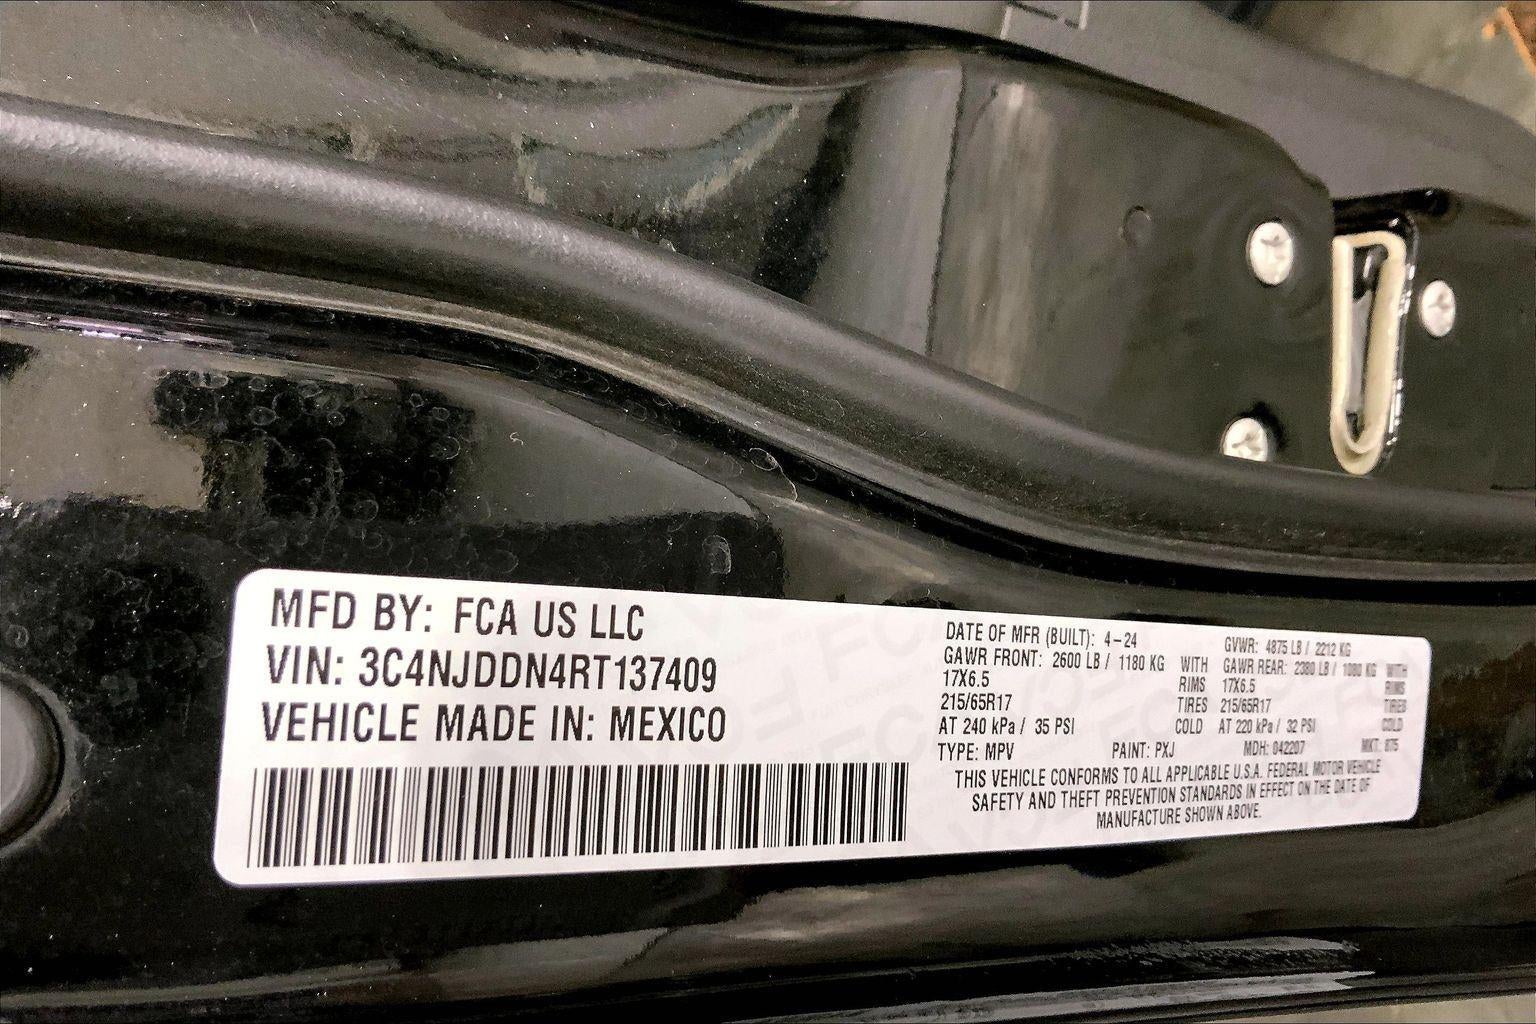 MFD BY: FCA US LLC
VIN: 3C4NJDDN4RT137409
VEHICLE MADE IN: MEXICO
DATE OF MFR (BUILT): 4-24 GVWR: 4875 LB / 2212 KG
GAWR FRONT: 2600 LB / 1180 KG WITH GAWR REAR: 2380 LB / 1080 KG WITH
17X6.5 RIMS 17X6.5 RIMS
215/65R17 TIRES 215/65R17 TIRES
AT 240 kPa / 35 PSI COLD AT 220 kPa / 32 PSI COLD
TYPE: MPV PAINT: PXJ MDH: 042207 MKT: 875
THIS VEHICLE CONFORMS TO ALL APPLICABLE U.S.A. FEDERAL MOTOR VEHICLE
SAFETY AND THEFT PREVENTION STANDARDS IN EFFECT ON THE DATE OF
MANUFACTURE SHOWN ABOVE.